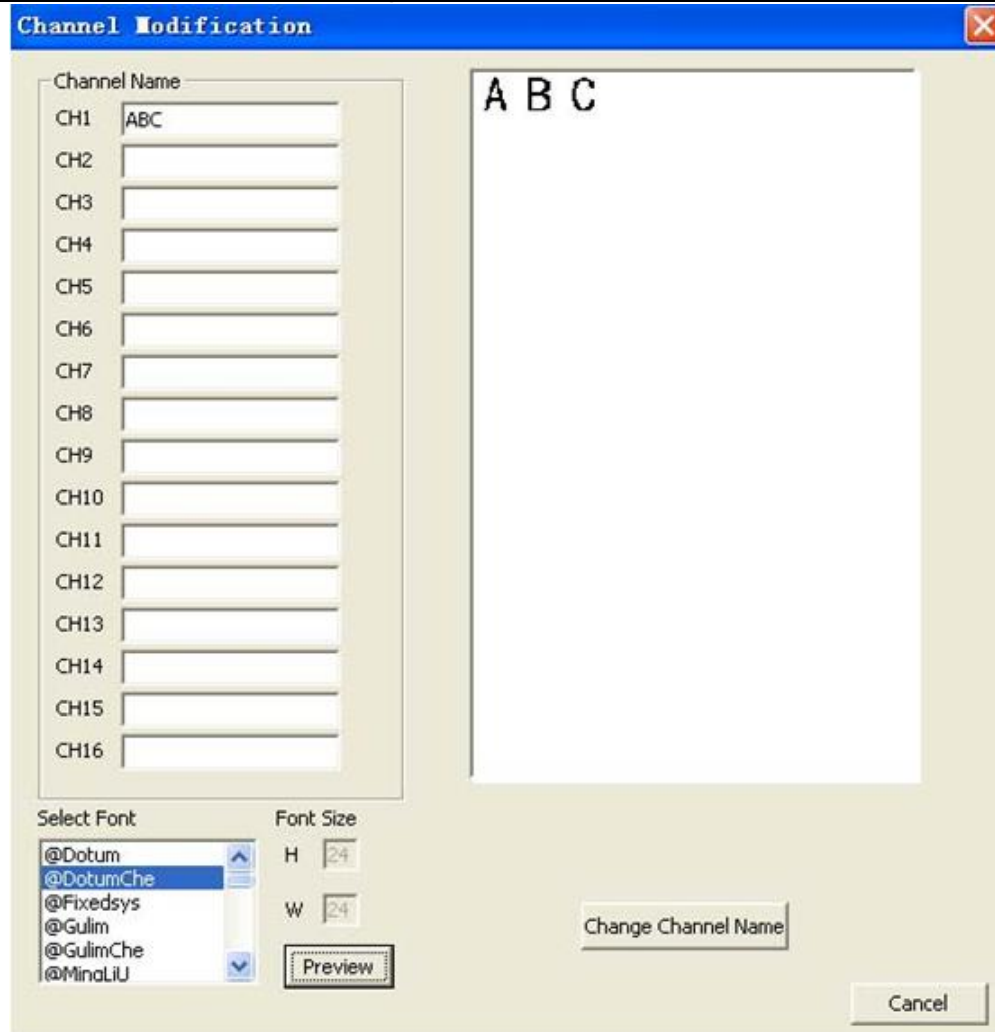 Channel Modification
Channel Name
CH1 ABC
CH2
CH3
CH4
CH5
CH6
CH7
CH8
CH9
CH10
CH11
CH12
CH13
CH14
CH15
CH16
A B C
Select Font
@Dotum
@DotumChe
@Fixedsys
@Gulim
@GulimChe
@MingLiU
Font Size
H 24
W 24
Preview
Change Channel Name
Cancel